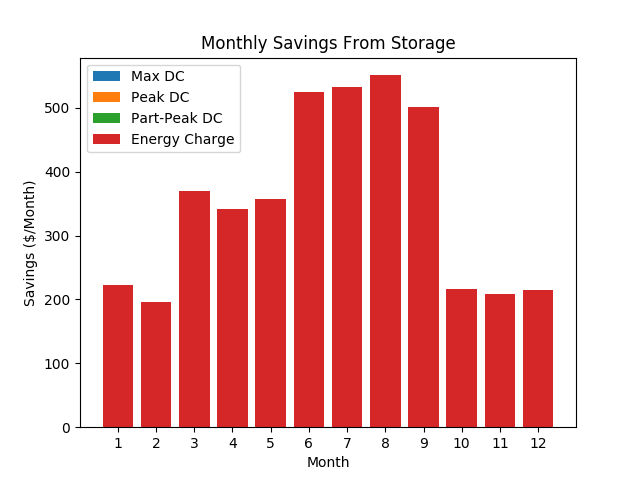 Monthly Savings From Storage
Max DC
Peak DC
Part-Peak DC
Energy Charge
Savings ($/Month)
500
400
300
200
100
0
1 2 3 4 5 6 7 8 9 10 11 12
Month